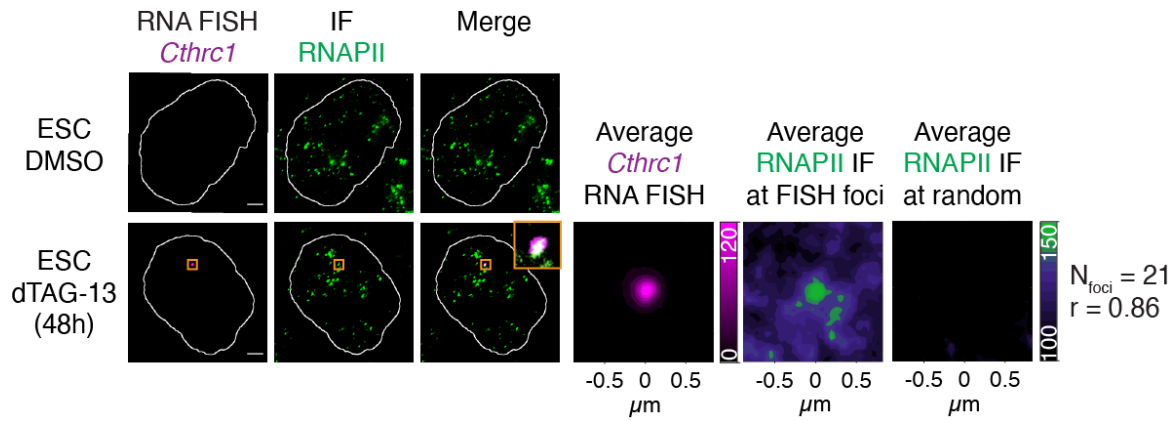 RNA FISH
Cthrc1
IF
RNAPII
Merge
ESC
DMSO
ESC
dTAG-13
(48h)
Average
Cthrc1
RNA FISH
Average
RNAPII IF
at FISH foci
Average
RNAPII IF
at random
0 120
100 150
N_foci = 21
r = 0.86
-0.5 0 0.5
µm
-0.5 0 0.5
µm
-0.5 0 0.5
µm